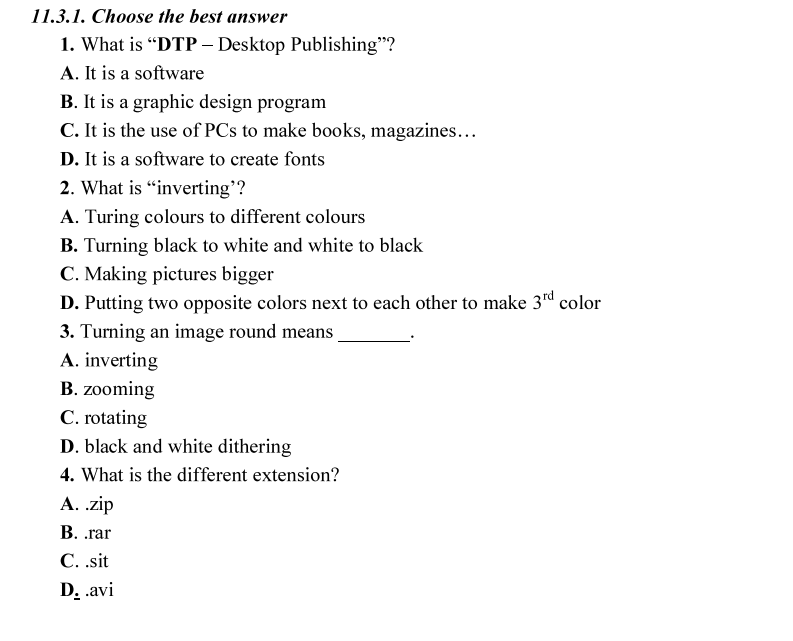 11.3.1. Choose the best answer
1. What is “DTP – Desktop Publishing”?
A. It is a software
B. It is a graphic design program
C. It is the use of PCs to make books, magazines…
D. It is a software to create fonts
2. What is “inverting’?
A. Turing colours to different colours
B. Turning black to white and white to black
C. Making pictures bigger
D. Putting two opposite colors next to each other to make 3rd color
3. Turning an image round means _______.
A. inverting
B. zooming
C. rotating
D. black and white dithering
4. What is the different extension?
A. .zip
B. .rar
C. .sit
D. .avi